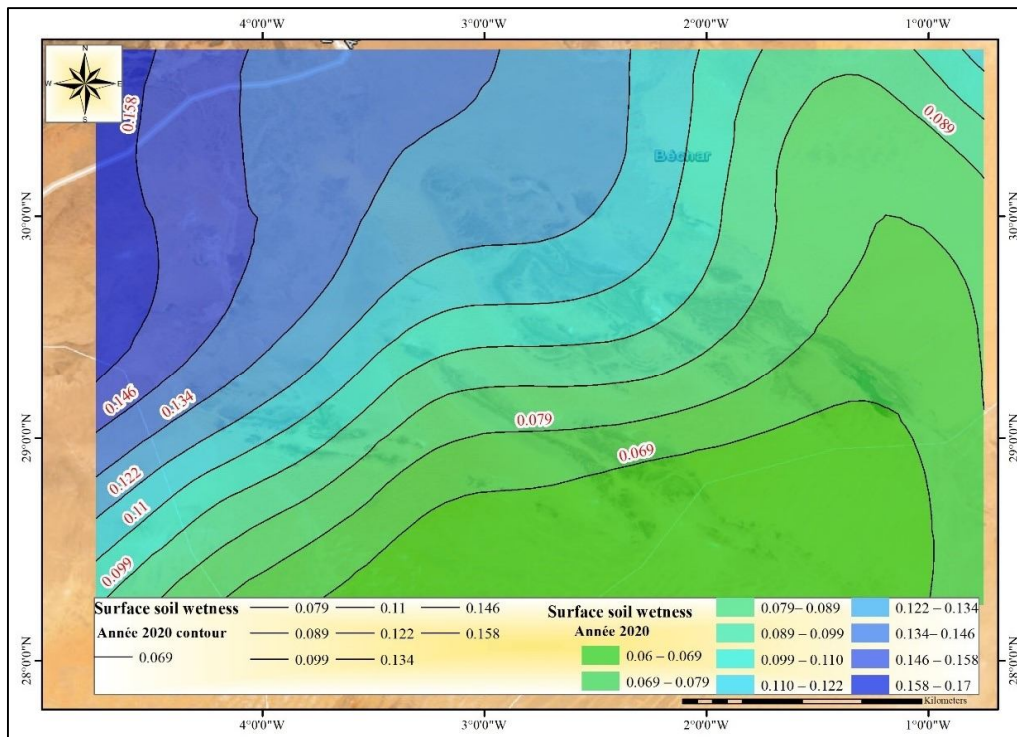 4°0'0"W 3°0'0"W 2°0'0"W 1°0'0"W
N
W E
S
0.158
0.089
Béchar
30°0'0"N 30°0'0"N
0.146
0.134
0.079
0.069
29°0'0"N 29°0'0"N
0.122
0.11
0.099
Surface soil wetness
Année 2020 contour
0.069
0.079 0.11 0.146
0.089 0.122 0.158
0.099 0.134
Surface soil wetness
Année 2020
0.06 – 0.069
0.069 – 0.079
0.079 – 0.089
0.089 – 0.099
0.099 – 0.110
0.110 – 0.122
0.122 – 0.134
0.134 – 0.146
0.146 – 0.158
0.158 – 0.17
28°0'0"N 28°0'0"N
Kilometers
4°0'0"W 3°0'0"W 2°0'0"W 1°0'0"W